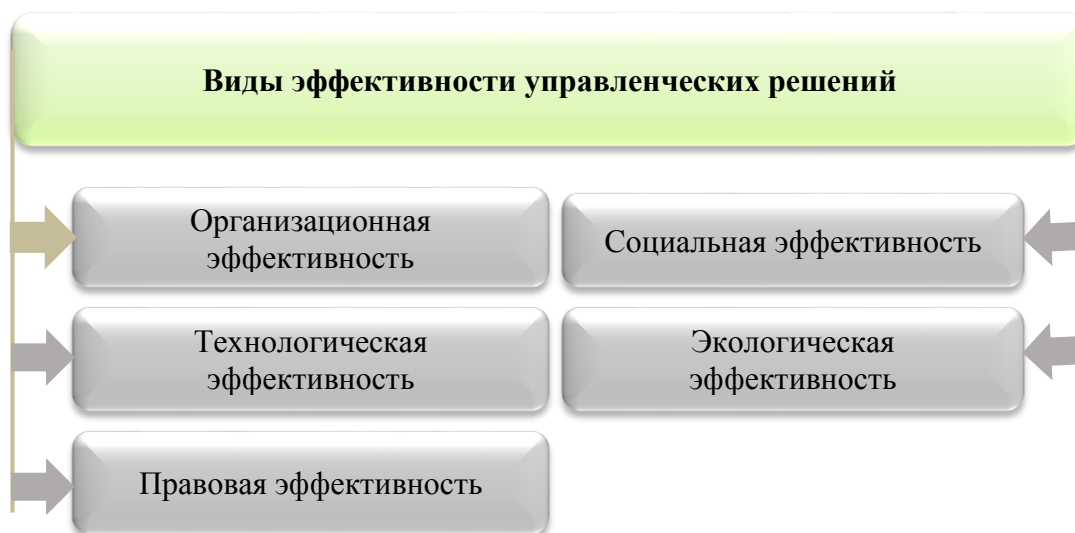 Виды эффективности управленческих решений
Организационная
эффективность
Социальная эффективность
Технологическая
эффективность
Экологическая
эффективность
Правовая эффективность